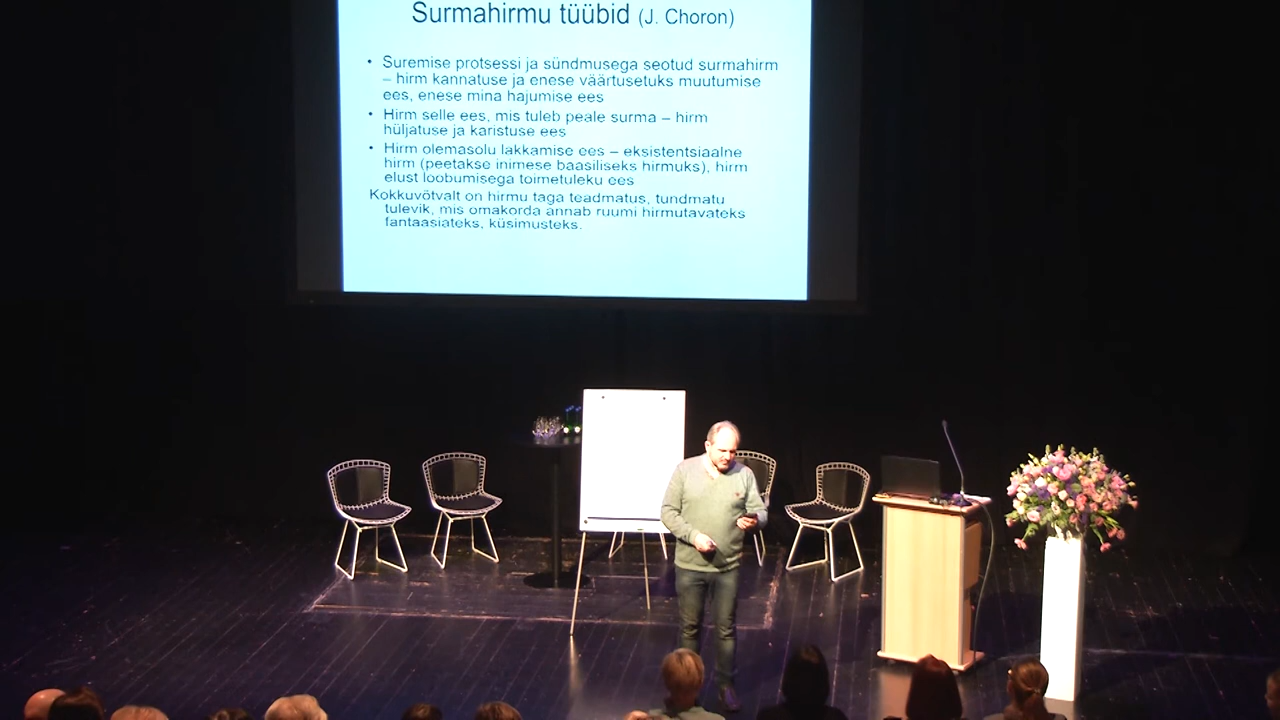 Surmahirmu tüübid (J. Choron)
• Suremise protsessi ja sündmusega seotud surmahirm
– hirm kannatuse ja enese väärtusetuks muutumise
ees, enese mina hajumise ees
• Hirm selle ees, mis tuleb peale surma – hirm
hüljatuse ja karistuse ees
• Hirm olemasolu lakkamise ees – eksistentsiaalne
hirm (peetakse inimese baasiliseks hirmuks), hirm
elust loobumisega toimetuleku ees
Kokkuvõtvalt on hirmu taga teadmatus, tundmatu
tulevik, mis omakorda annab ruumi hirmutavateks
fantaasiateks, küsimusteks.